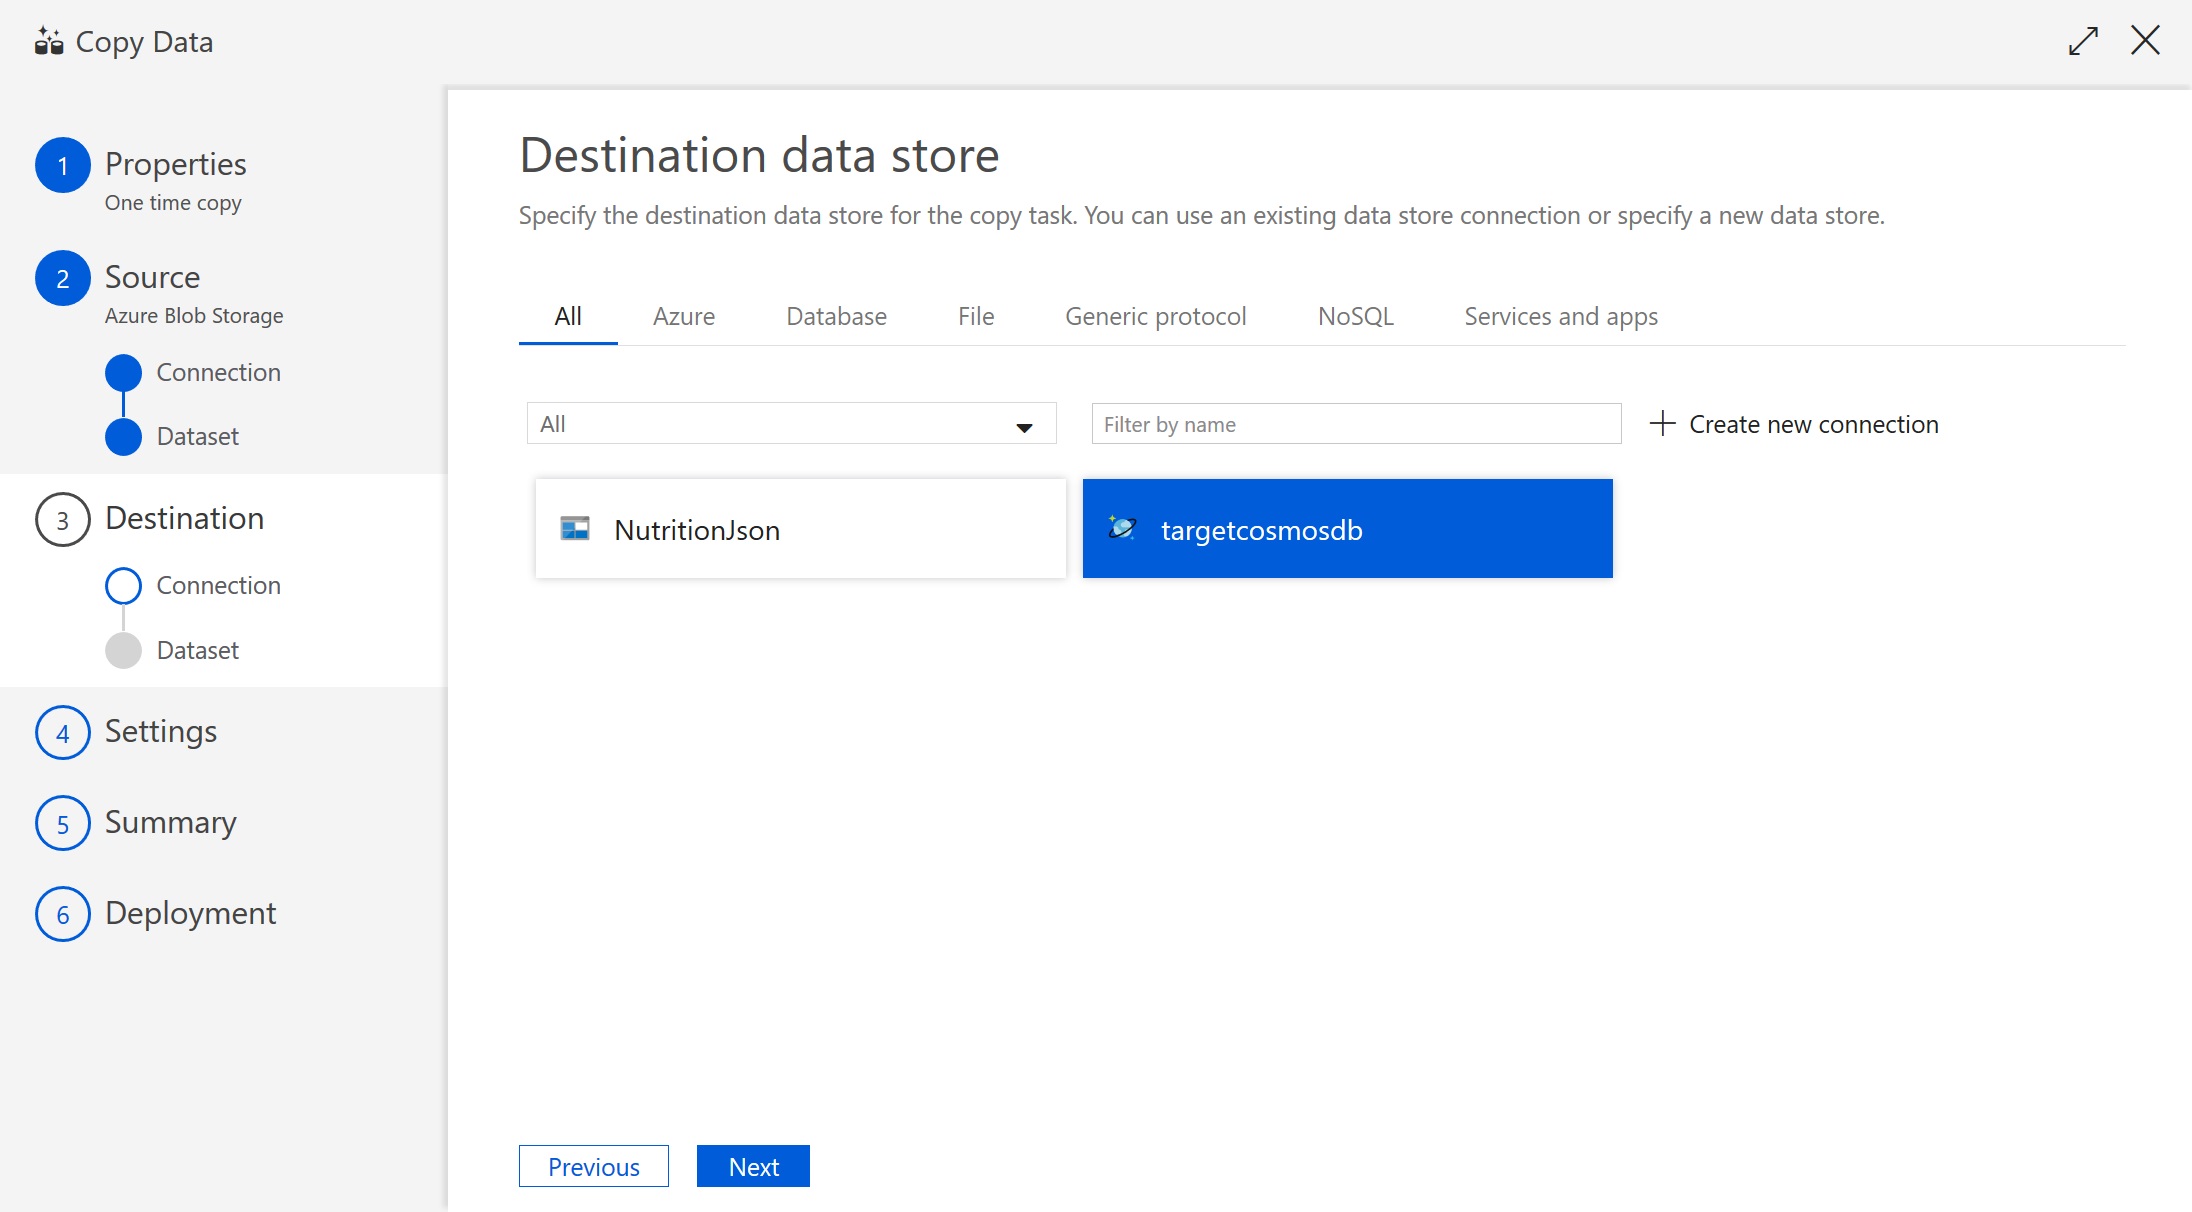 Copy Data
1 Properties
One time copy
2 Source
Azure Blob Storage
Connection
Dataset
3 Destination
Connection
Dataset
4 Settings
5 Summary
6 Deployment
Destination data store
Specify the destination data store for the copy task. You can use an existing data store connection or specify a new data store.
All Azure Database File Generic protocol NoSQL Services and apps
All Filter by name Create new connection
NutritionJson targetcosmosdb
Previous Next